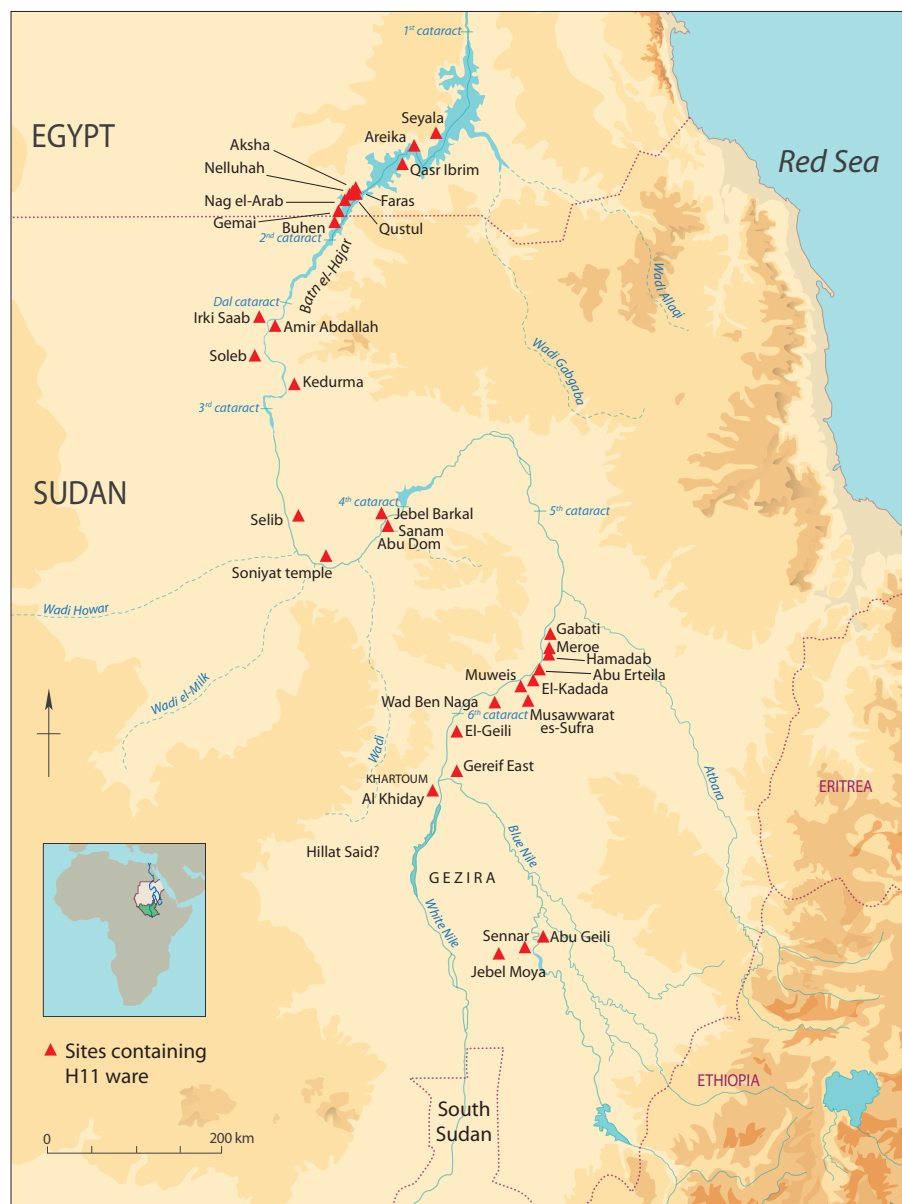 1st cataract
Seyala
EGYPT
Areika
Aksha
Red Sea
Qasr Ibrim
Nelluhah
Nag el-Arab
Faras
Gemai
Buhen
Qustul
2nd cataract
Batn el-Hajar
Wadi Allaqi
Dal cataract
Irki Saab
Amir Abdallah
Soleb
Wadi Gabgaba
Kedurma
3rd cataract
SUDAN
4th cataract
Jebel Barkal
5th cataract
Selib
Sanam
Abu Dom
Soniyat temple
Wadi Howar
Gabati
Meroe
Hamadab
Muweis
Abu Erteila
El-Kadada
Wadi el-Milk
Wad Ben Naga
6th cataract
Musawwarat
es-Sufra
Wadi
El-Geili
Gereif East
KHARTOUM
Al Khiday
Atbara
ERITREA
Blue Nile
Hillat Said?
GEZIRA
White Nile
Sennar
Abu Geili
Jebel Moya
Sites containing
H11 ware
ETHIOPIA
South
Sudan
0
200 km